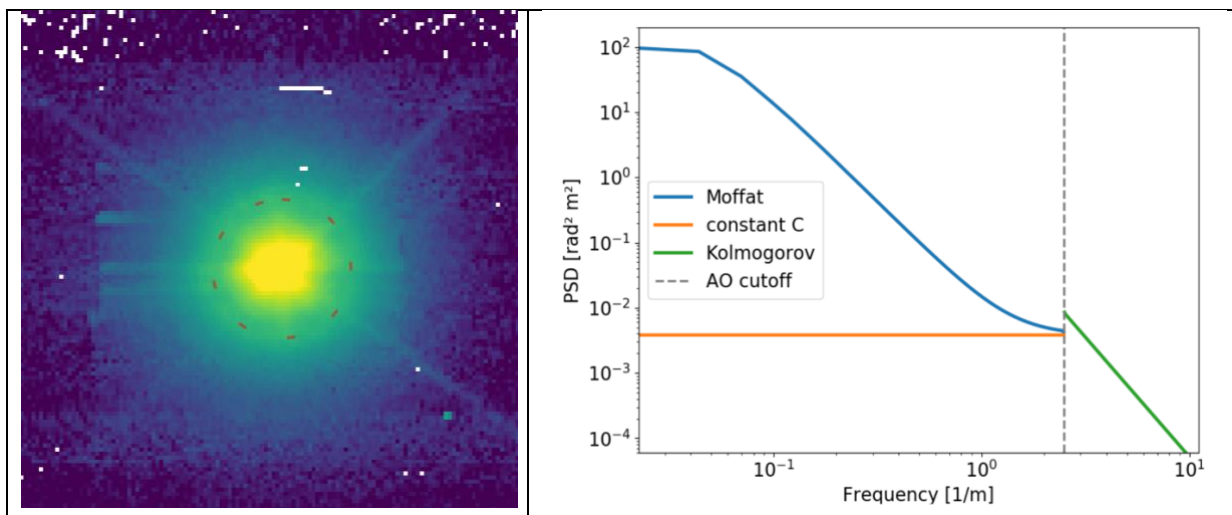 10²
10¹
10⁰
10⁻¹
10⁻²
10⁻³
10⁻⁴
PSD [rad² m²]
Moffat
constant C
Kolmogorov
AO cutoff
10⁻¹
10⁰
10¹
Frequency [1/m]